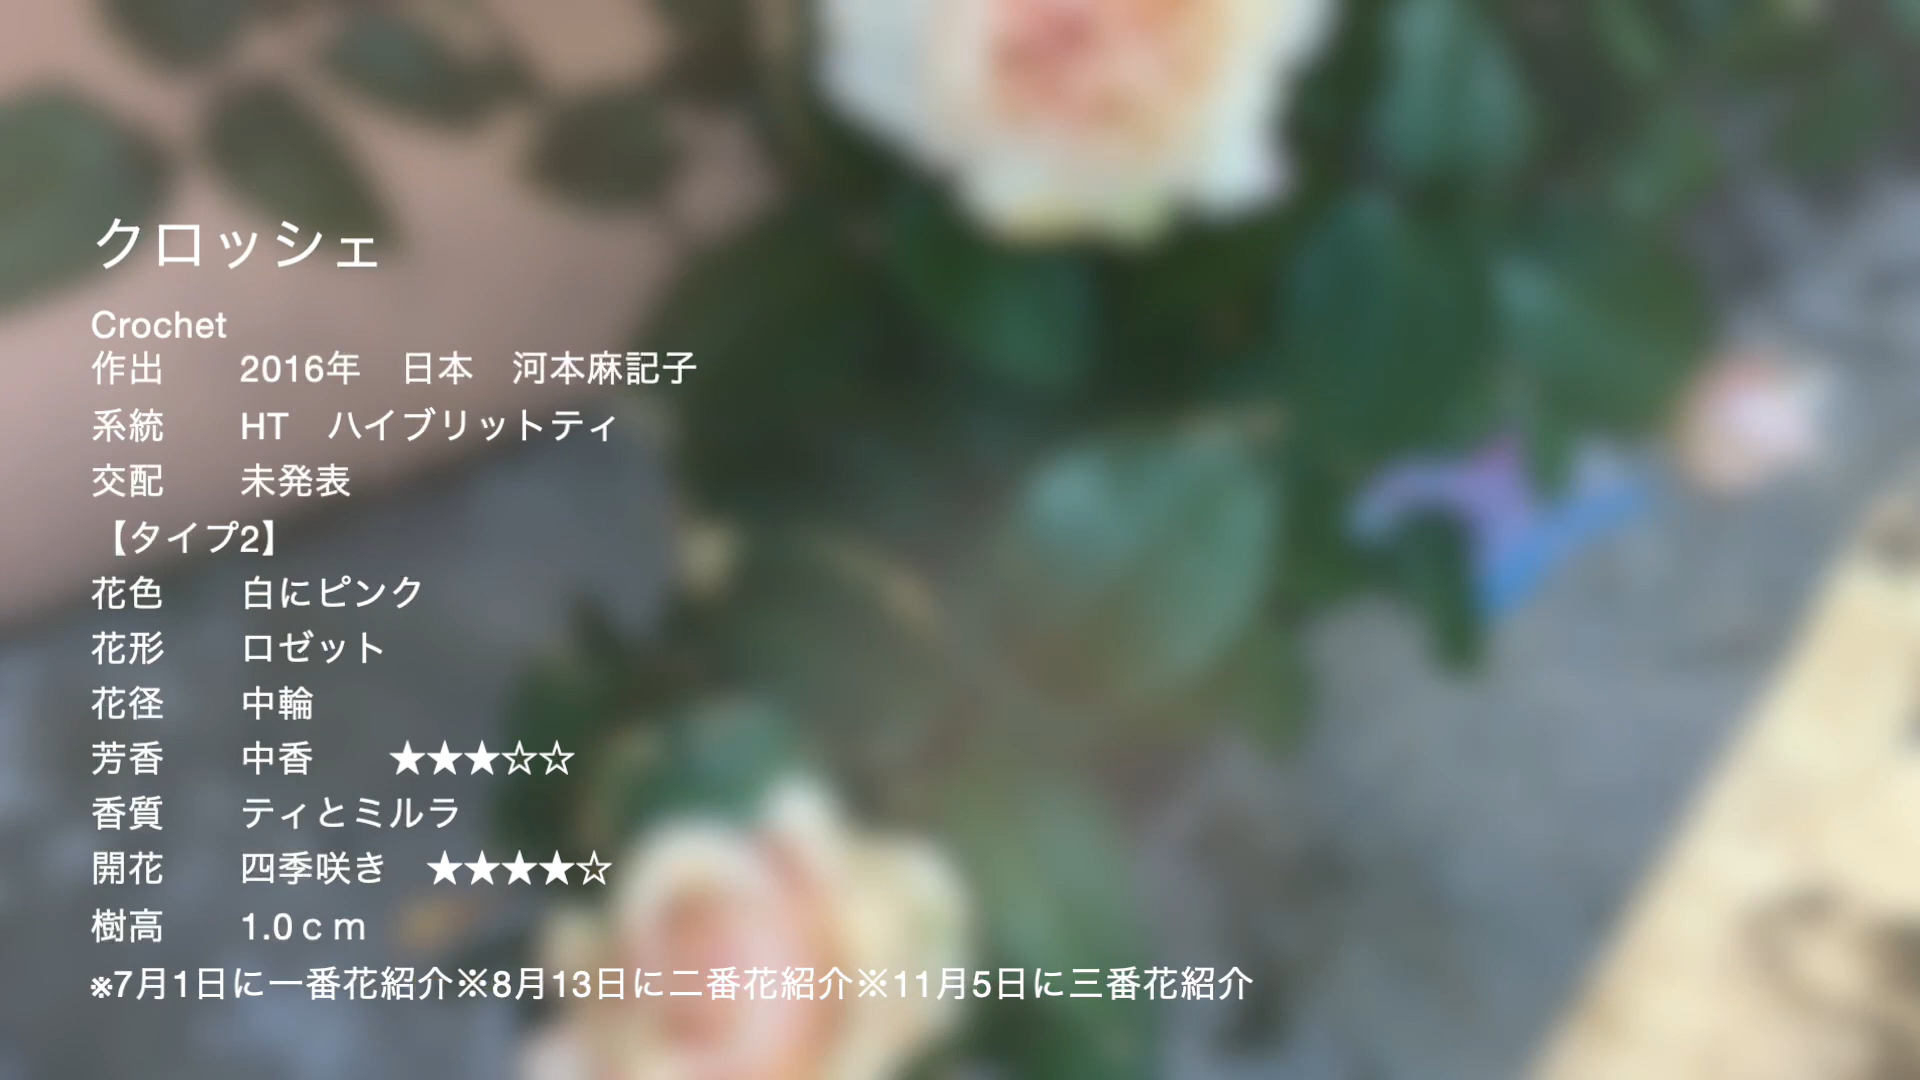 クロッシェ
Crochet
作出　　2016年　日本　河本麻記子
系統　　HT　ハイブリットティ
交配　　未発表
【タイプ2】
花色　　白にピンク
花形　　ロゼット
花径　　中輪
芳香　　中香　　★★★☆☆
香質　　ティとミルラ
開花　　四季咲き　★★★★☆
樹高　　1.0ｃｍ
※7月1日に一番花紹介※8月13日に二番花紹介※11月5日に三番花紹介